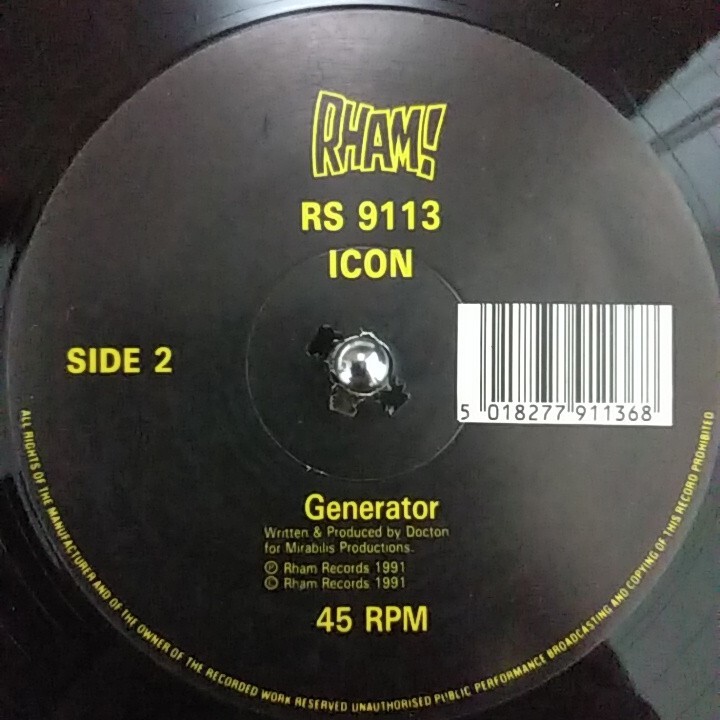 RHAM!
RS 9113
ICON
SIDE 2
5 018277 911368
Generator
Written & Produced by Docton
for Mirabilis Productions.
℗ Rham Records 1991
© Rham Records 1991
45 RPM
ALL RIGHTS OF THE MANUFACTURER AND OF THE OWNER OF THE RECORDED WORK RESERVED UNAUTHORISED PUBLIC PERFORMANCE BROADCASTING AND COPYING OF THIS RECORD PROHIBITED